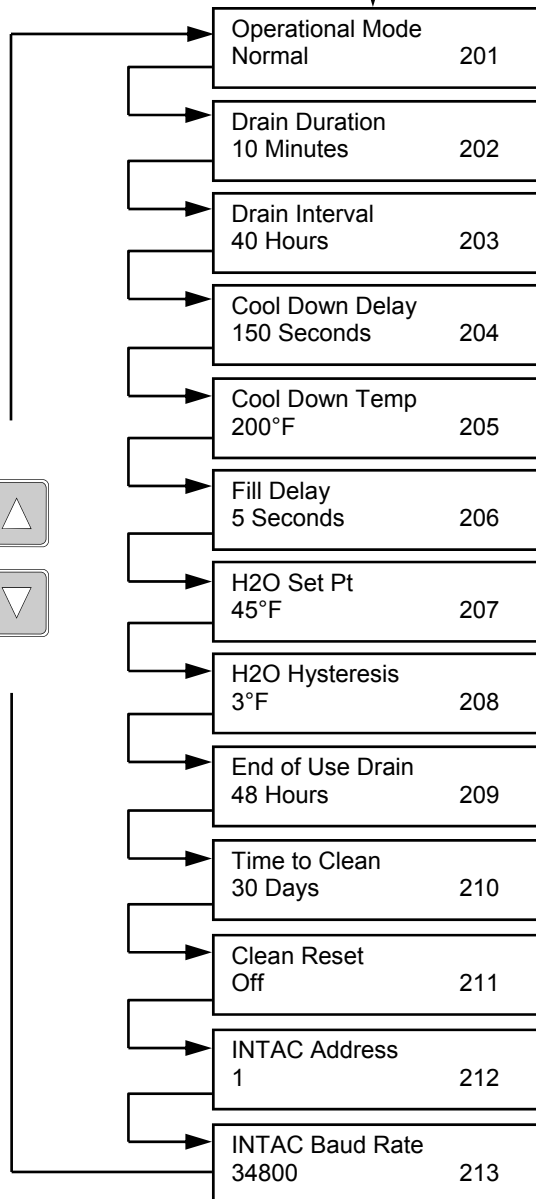 Operational Mode
Normal 201
Drain Duration
10 Minutes 202
Drain Interval
40 Hours 203
Cool Down Delay
150 Seconds 204
Cool Down Temp
200°F 205
Fill Delay
5 Seconds 206
H2O Set Pt
45°F 207
H2O Hysteresis
3°F 208
End of Use Drain
48 Hours 209
Time to Clean
30 Days 210
Clean Reset
Off 211
INTAC Address
1 212
INTAC Baud Rate
34800 213